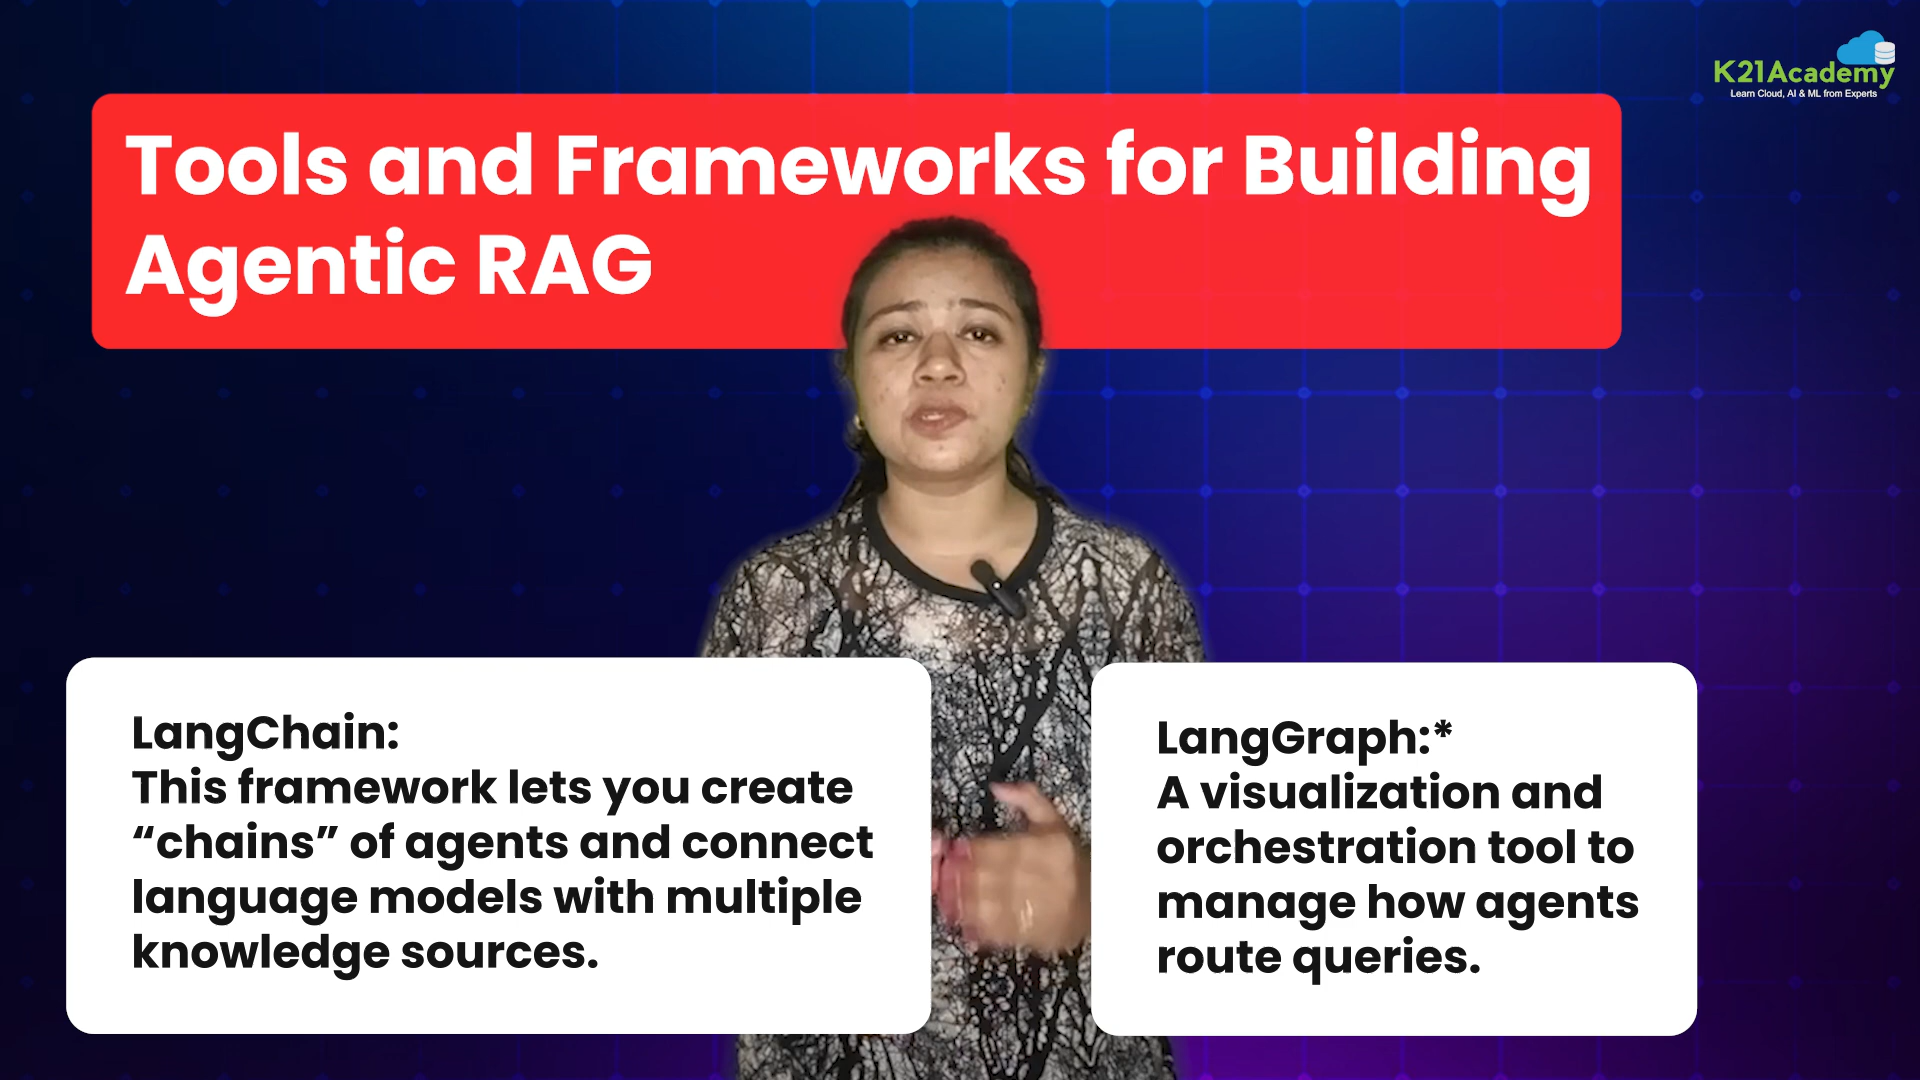 K21Academy
Learn Cloud, AI & ML from Experts
Tools and Frameworks for Building
Agentic RAG
LangChain:
This framework lets you create
“chains” of agents and connect
language models with multiple
knowledge sources.
LangGraph:*
A visualization and
orchestration tool to
manage how agents
route queries.